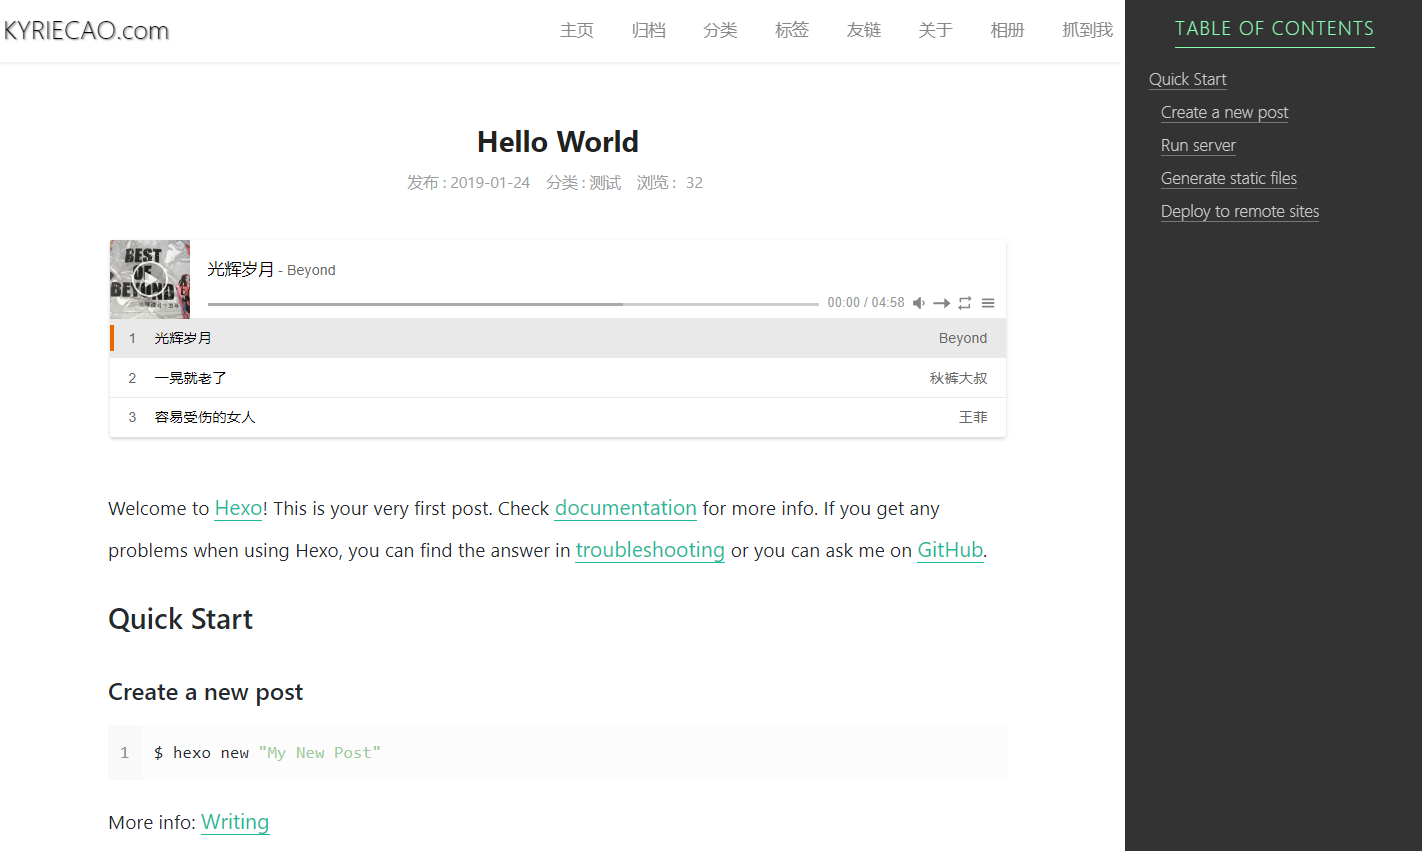 KYRIECAO.com
主页 归档 分类 标签 友链 关于 相册 抓到我
Hello World
发布 : 2019-01-24 分类 : 测试 浏览 : 32
BEST
OF
BEYOND
光辉岁月 - Beyond
00:00 / 04:58
1 光辉岁月 Beyond
2 一晃就老了 秋裤大叔
3 容易受伤的女人 王菲
Welcome to Hexo! This is your very first post. Check documentation for more info. If you get any
problems when using Hexo, you can find the answer in troubleshooting or you can ask me on GitHub.
Quick Start
Create a new post
1 $ hexo new "My New Post"
More info: Writing
TABLE OF CONTENTS
Quick Start
Create a new post
Run server
Generate static files
Deploy to remote sites